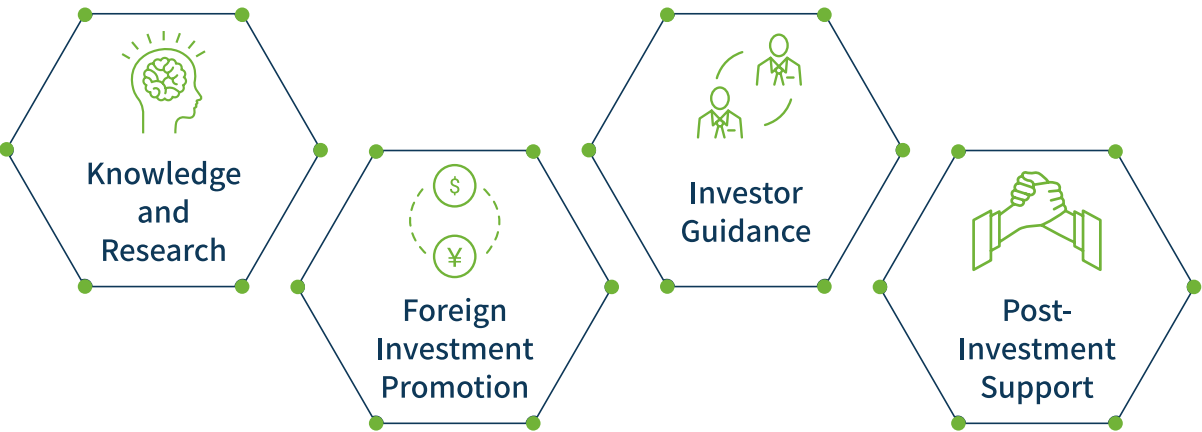 Knowledge
and
Research
$
¥
Foreign
Investment
Promotion
Investor
Guidance
Post-
Investment
Support